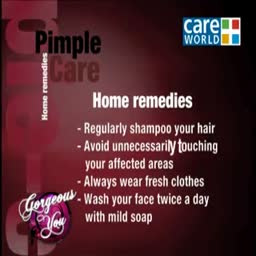 Pimple
Care
Home remedies
care
WORLD
Home remedies
- Regularly shampoo your hair
- Avoid unnecessarily touching
your affected areas
- Always wear fresh clothes
- Wash your face twice a day
with mild soap
Gorgeous
You